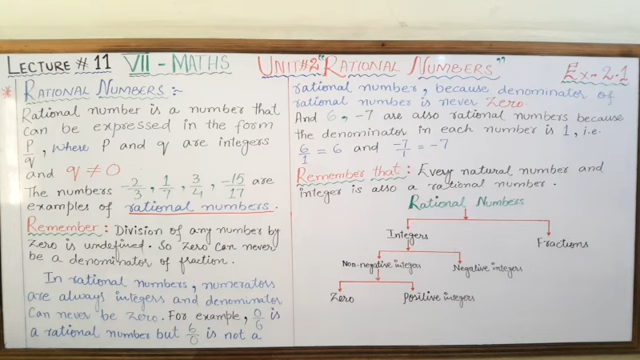 LECTURE # 11 VII - MATHS UNIT#2 "RATIONAL NUMBERS" Ex-2.1
* RATIONAL NUMBERS :-
Rational number is a number that
can be expressed in the form
P/q, where P and q are integers
and q ≠ 0
The numbers -2/3, 1/7, 3/4, -15/17 are
examples of rational numbers.
Remember: Division of any number by
zero is undefined. So zero can never
be a denominator of fraction.
In rational numbers, numerators
are always integers and denominator
can never be zero. For example, 0/6 is
a rational number but 6/0 is not a
rational number, because denominator of
rational number is never zero.
And 6, -7 are also rational numbers because
the denominator in each number is 1, i.e
6/1 = 6 and -7/1 = -7
Remember that: Every natural number and
integer is also a rational number.
Rational Numbers
Integers Fractions
Non-negative integers Negative integers
Zero Positive integers